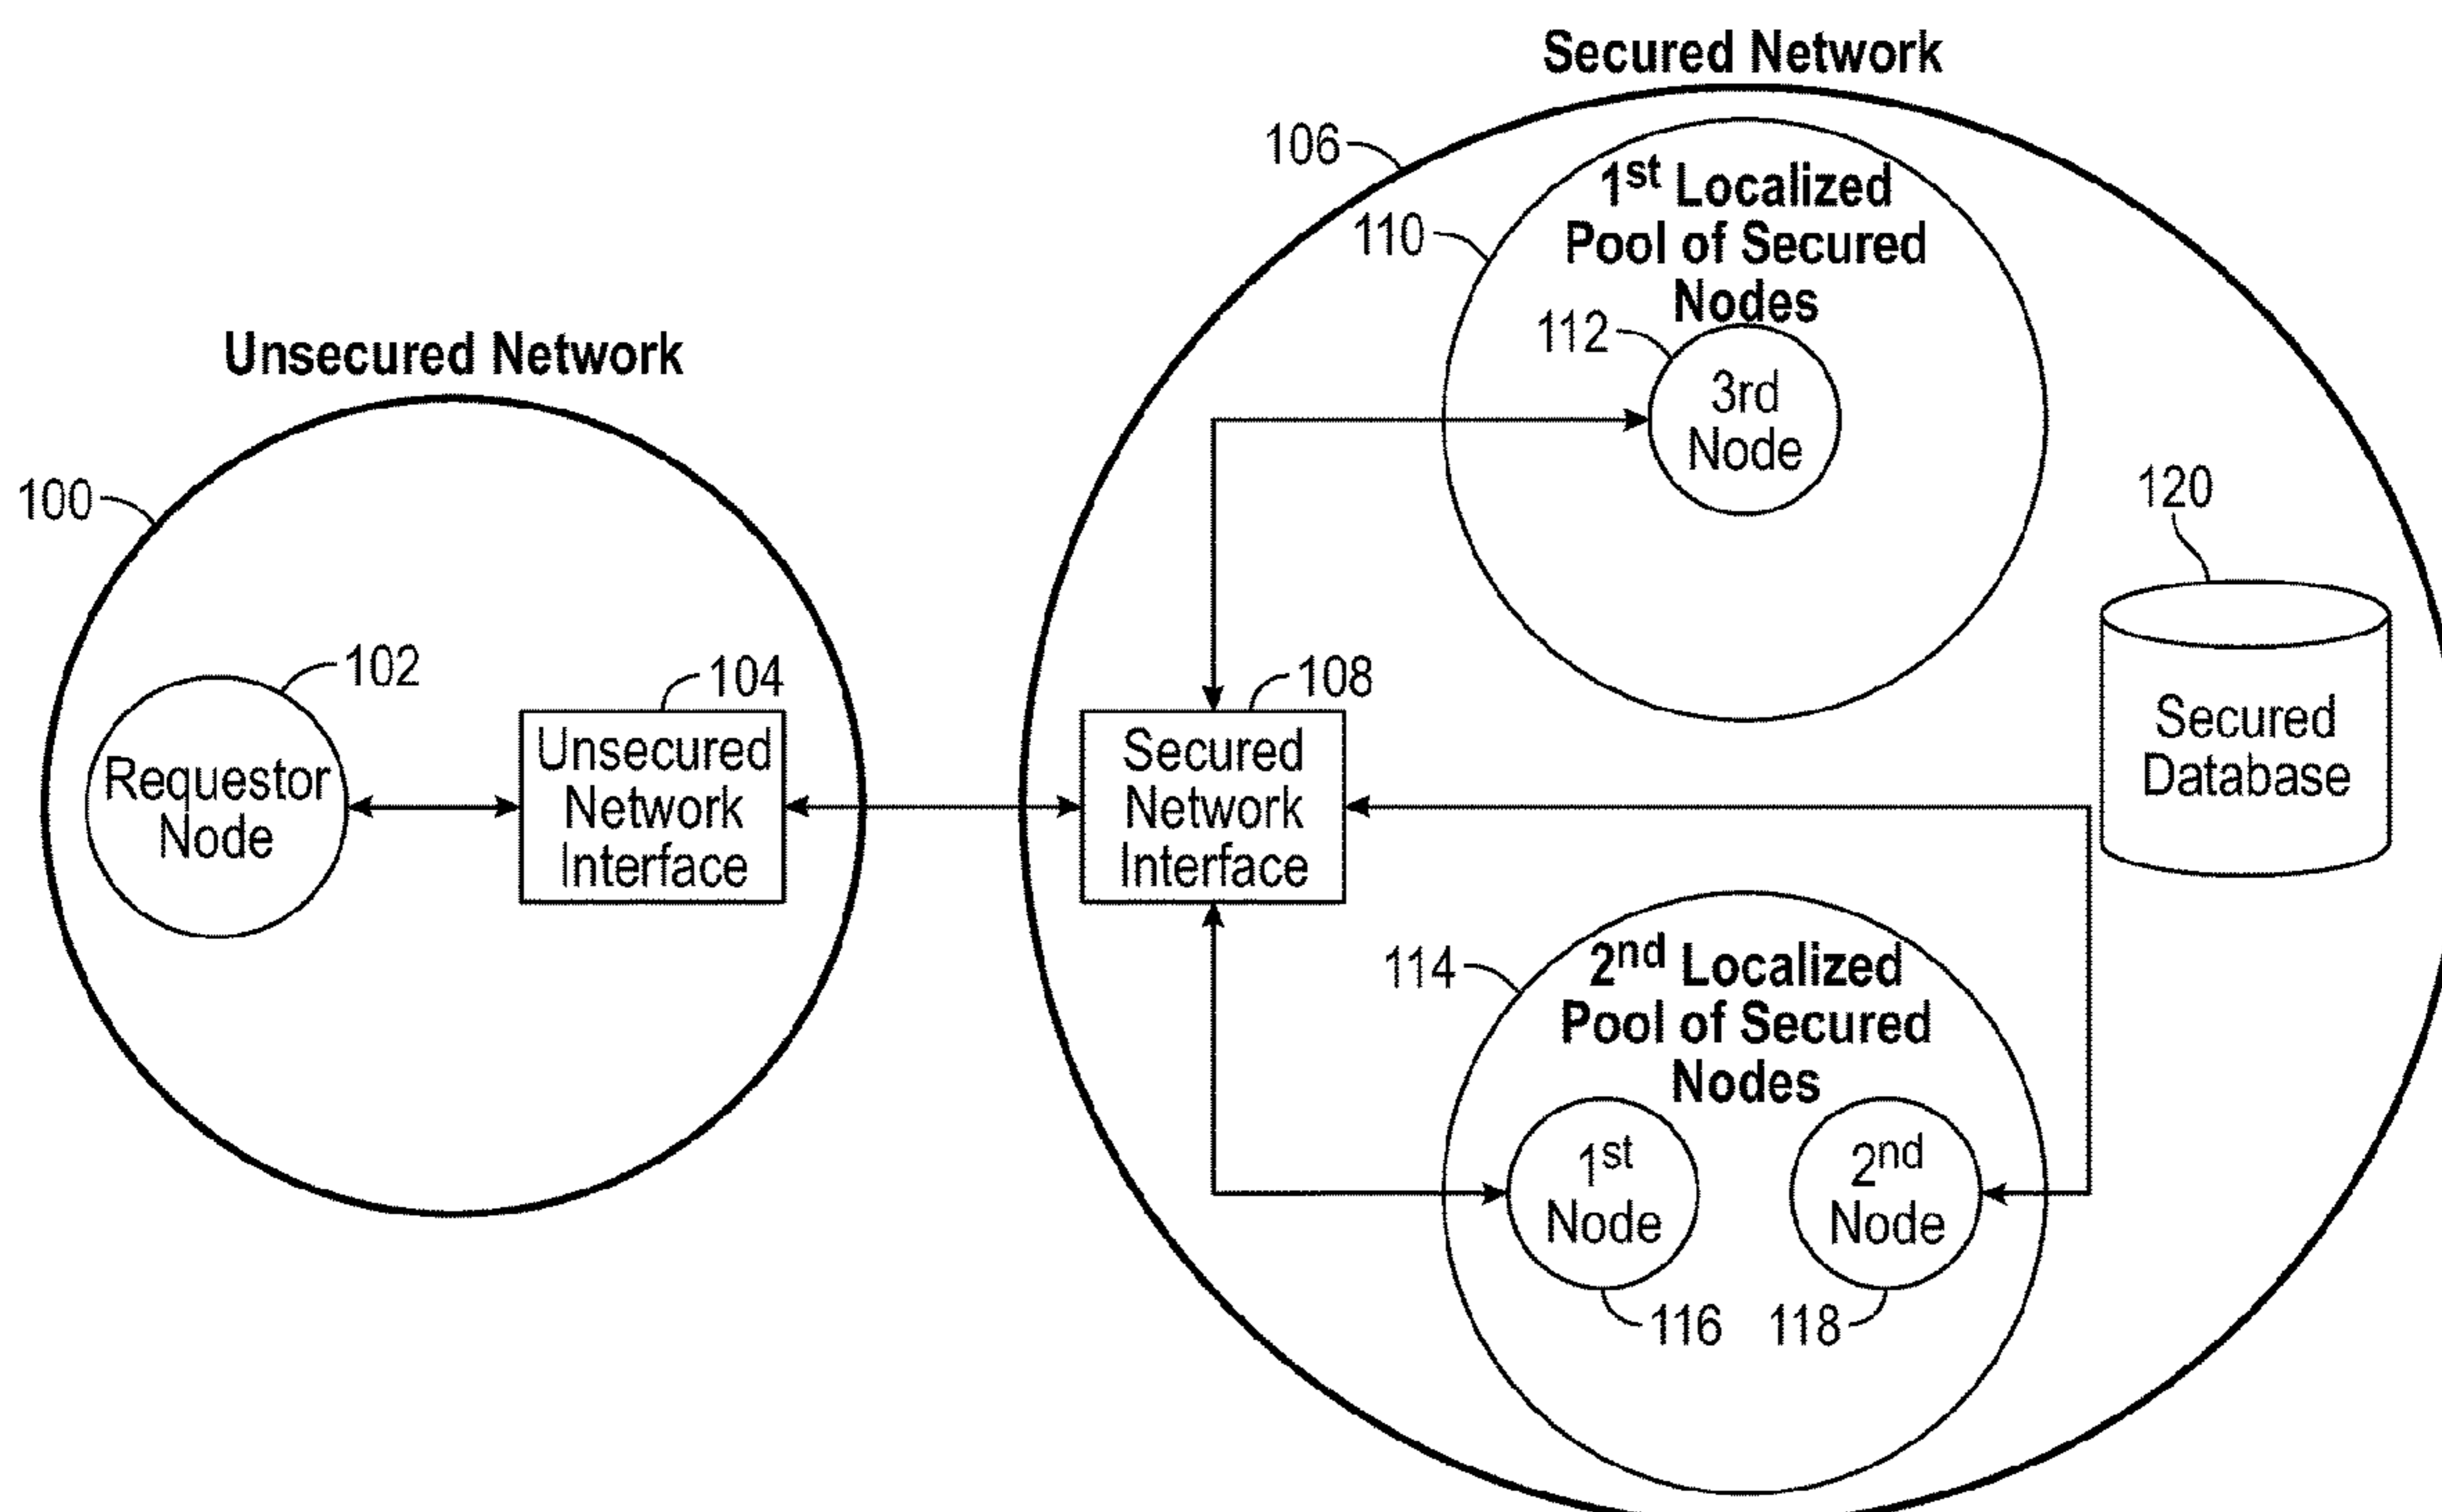 Secured Network
106
1st Localized
Pool of Secured
Nodes
110
112
3rd
Node
Unsecured Network
100
102
Requestor
Node
104
Unsecured
Network
Interface
108
Secured
Network
Interface
120
Secured
Database
114
2nd Localized
Pool of Secured
Nodes
1st
Node
2nd
Node
116
118